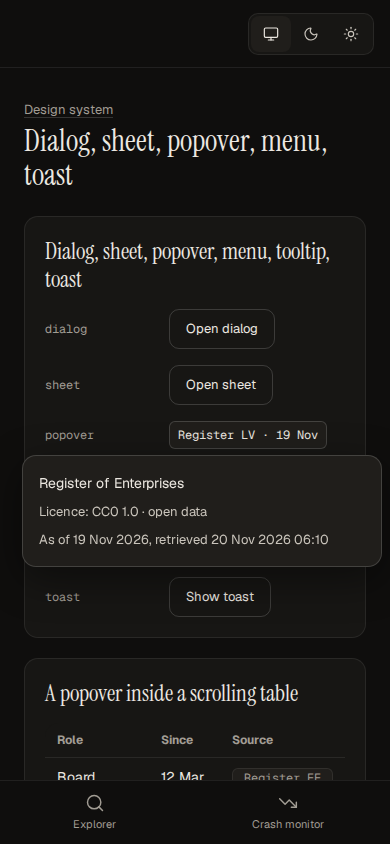 Design system
Dialog, sheet, popover, menu,
toast
Dialog, sheet, popover, menu, tooltip,
toast
dialog
Open dialog
sheet
Open sheet
popover
Register LV · 19 Nov
Register of Enterprises
Licence: CC0 1.0 · open data
As of 19 Nov 2026, retrieved 20 Nov 2026 06:10
toast
Show toast
A popover inside a scrolling table
Role Since Source
Board 12 Mar Register EE
Explorer
Crash monitor